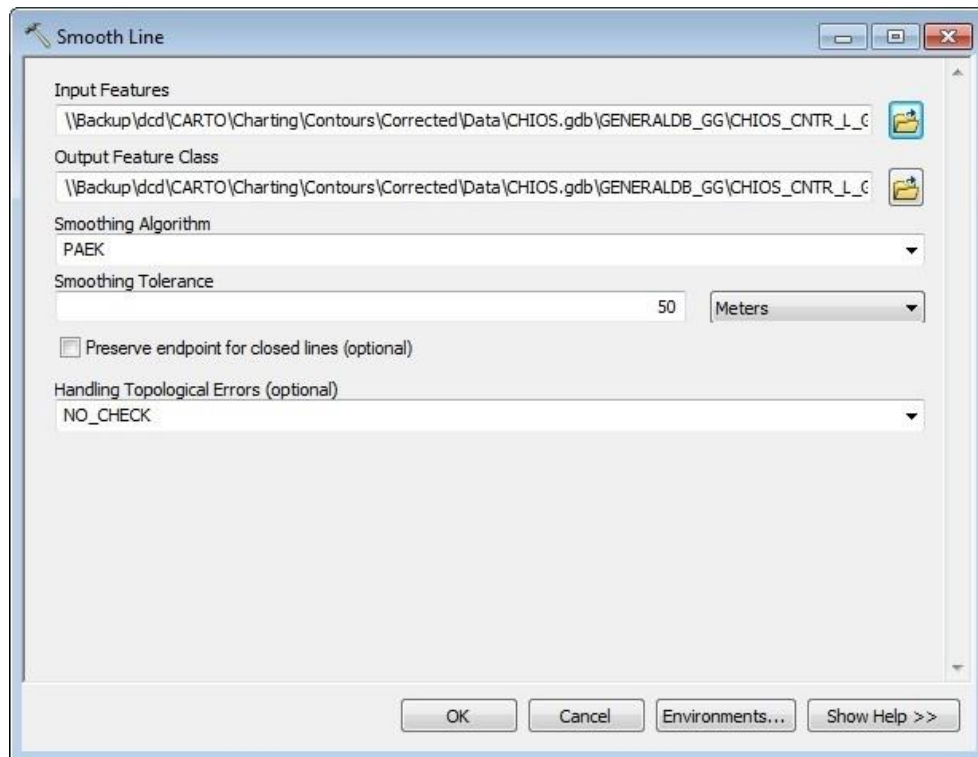 Smooth Line
Input Features
\\Backup\dcd\CARTO\Charting\Contours\Corrected\Data\CHIOS.gdb\GENERALDB_GG\CHIOS_CNTR_L_G
Output Feature Class
\\Backup\dcd\CARTO\Charting\Contours\Corrected\Data\CHIOS.gdb\GENERALDB_GG\CHIOS_CNTR_L_G
Smoothing Algorithm
PAEK
Smoothing Tolerance
50 Meters
Preserve endpoint for closed lines (optional)
Handling Topological Errors (optional)
NO_CHECK
OK Cancel Environments... Show Help >>